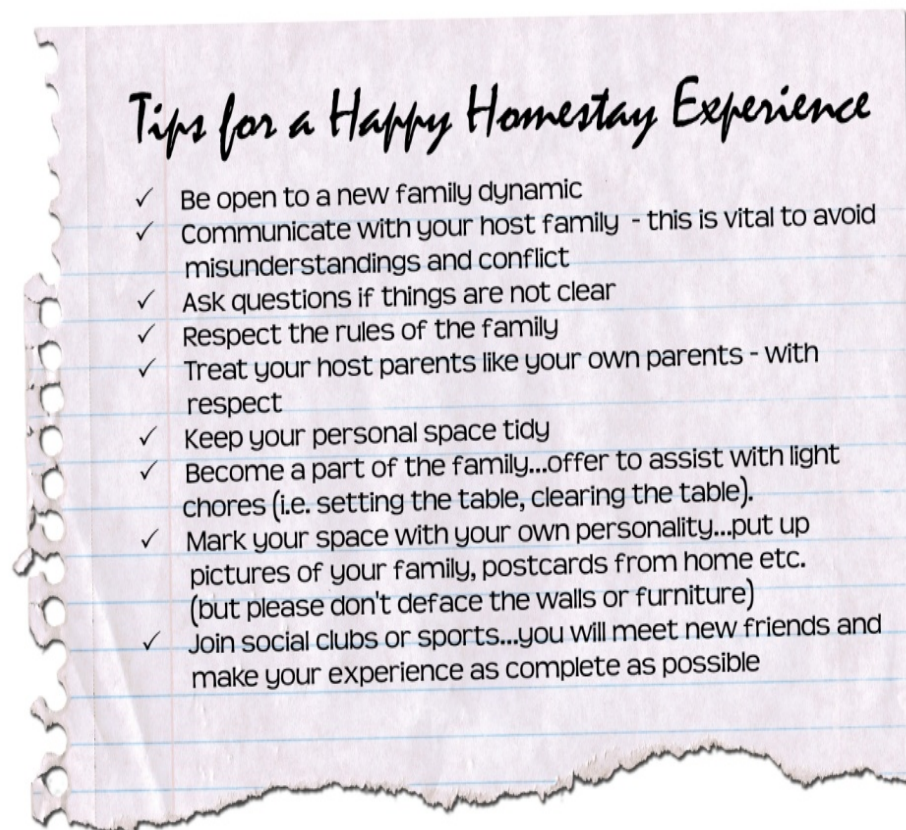 Tips for a Happy Homestay Experience
✓ Be open to a new family dynamic
✓ Communicate with your host family - this is vital to avoid
misunderstandings and conflict
✓ Ask questions if things are not clear
✓ Respect the rules of the family
✓ Treat your host parents like your own parents - with
respect
✓ Keep your personal space tidy
✓ Become a part of the family...offer to assist with light
chores (i.e. setting the table, clearing the table).
✓ Mark your space with your own personality...put up
pictures of your family, postcards from home etc.
(but please don't deface the walls or furniture)
✓ Join social clubs or sports...you will meet new friends and
make your experience as complete as possible